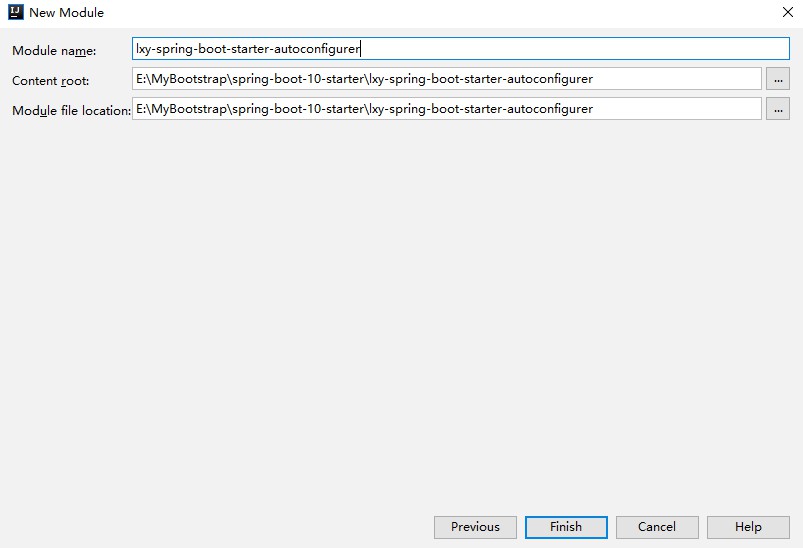 New Module
Module name: lxy-spring-boot-starter-autoconfigurer
Content root: E:\MyBootstrap\spring-boot-10-starter\lxy-spring-boot-starter-autoconfigurer ...
Module file location: E:\MyBootstrap\spring-boot-10-starter\lxy-spring-boot-starter-autoconfigurer ...
Previous Finish Cancel Help